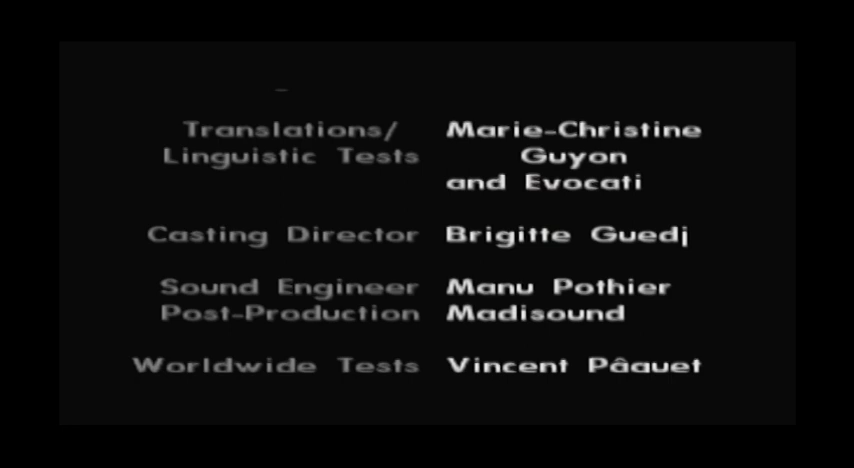 Translations/ Marie-Christine
Linguistic Tests Guyon
and Evocati
Casting Director Brigitte Guedj
Sound Engineer Manu Pothier
Post-Production Madisound
Worldwide Tests Vincent Pâquet